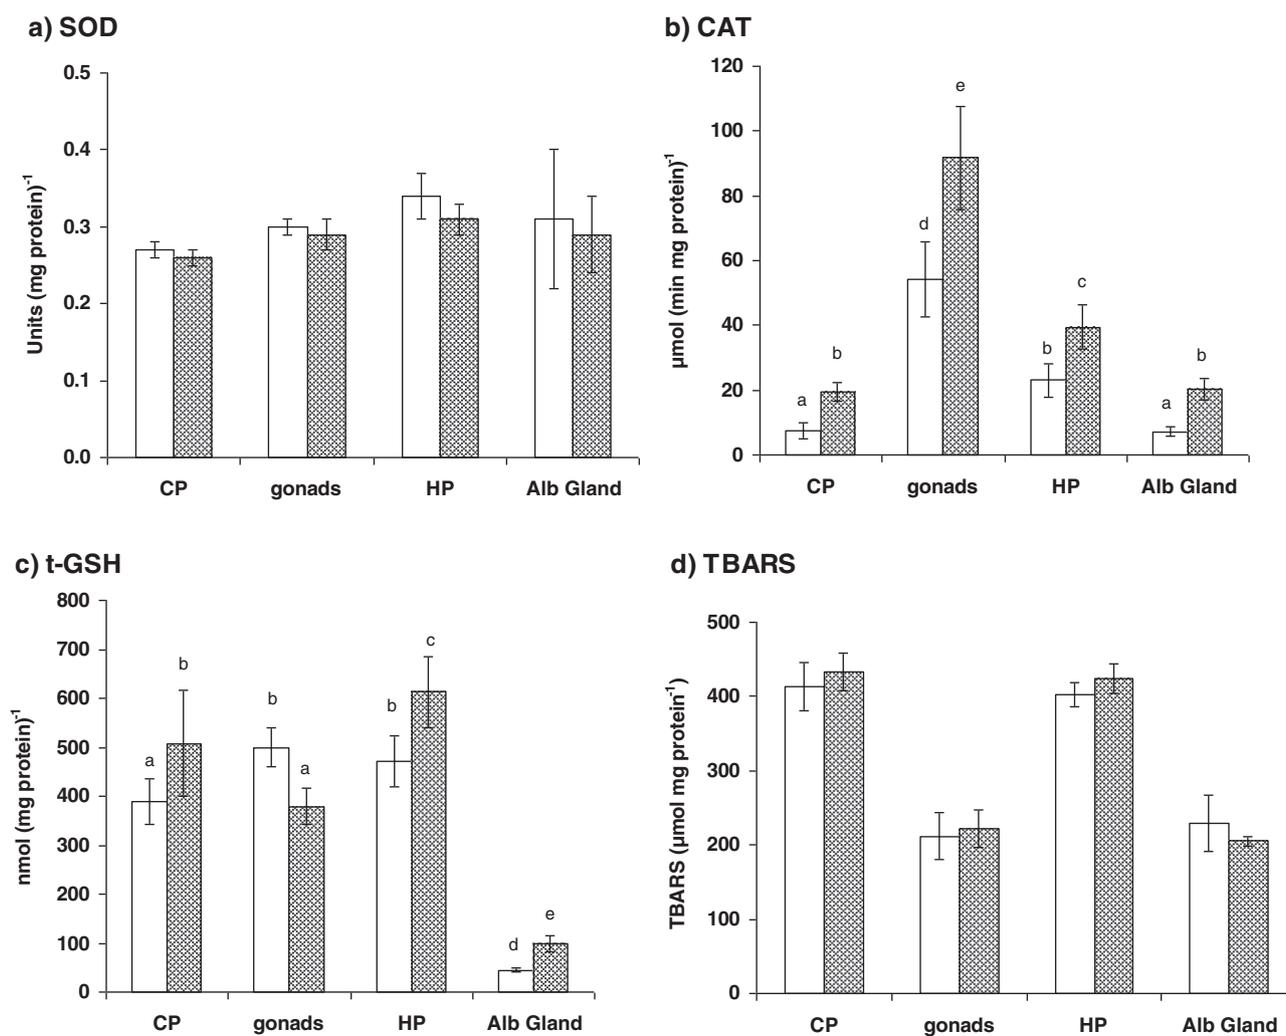 a) SOD
0.5
0.4
0.3
0.2
0.1
0.0
Units (mg protein)-1
CP gonads HP Alb Gland
b) CAT
120
100
80
60
40
20
0
µmol (min mg protein)-1
a b d e b c a b
CP gonads HP Alb Gland
c) t-GSH
800
700
600
500
400
300
200
100
0
nmol (mg protein)-1
a b b a b c d e
CP gonads HP Alb Gland
d) TBARS
500
400
300
200
100
0
TBARS (µmol mg protein-1)
CP gonads HP Alb Gland